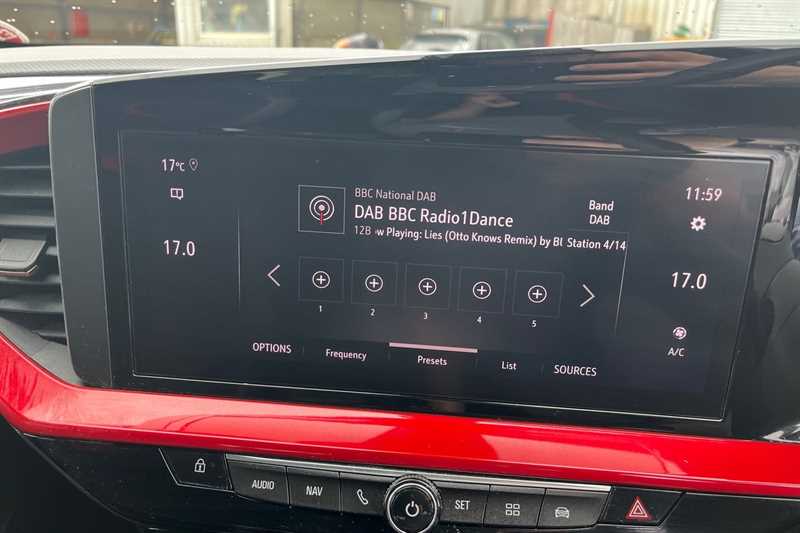 17°C
11:59
BBC National DAB
DAB BBC Radio1Dance
12B ow Playing: Lies (Otto Knows Remix) by Bl
Station 4/14
Band
DAB
17.0
17.0
1
2
3
4
5
A/C
OPTIONS
Frequency
Presets
List
SOURCES
AUDIO
NAV
SET